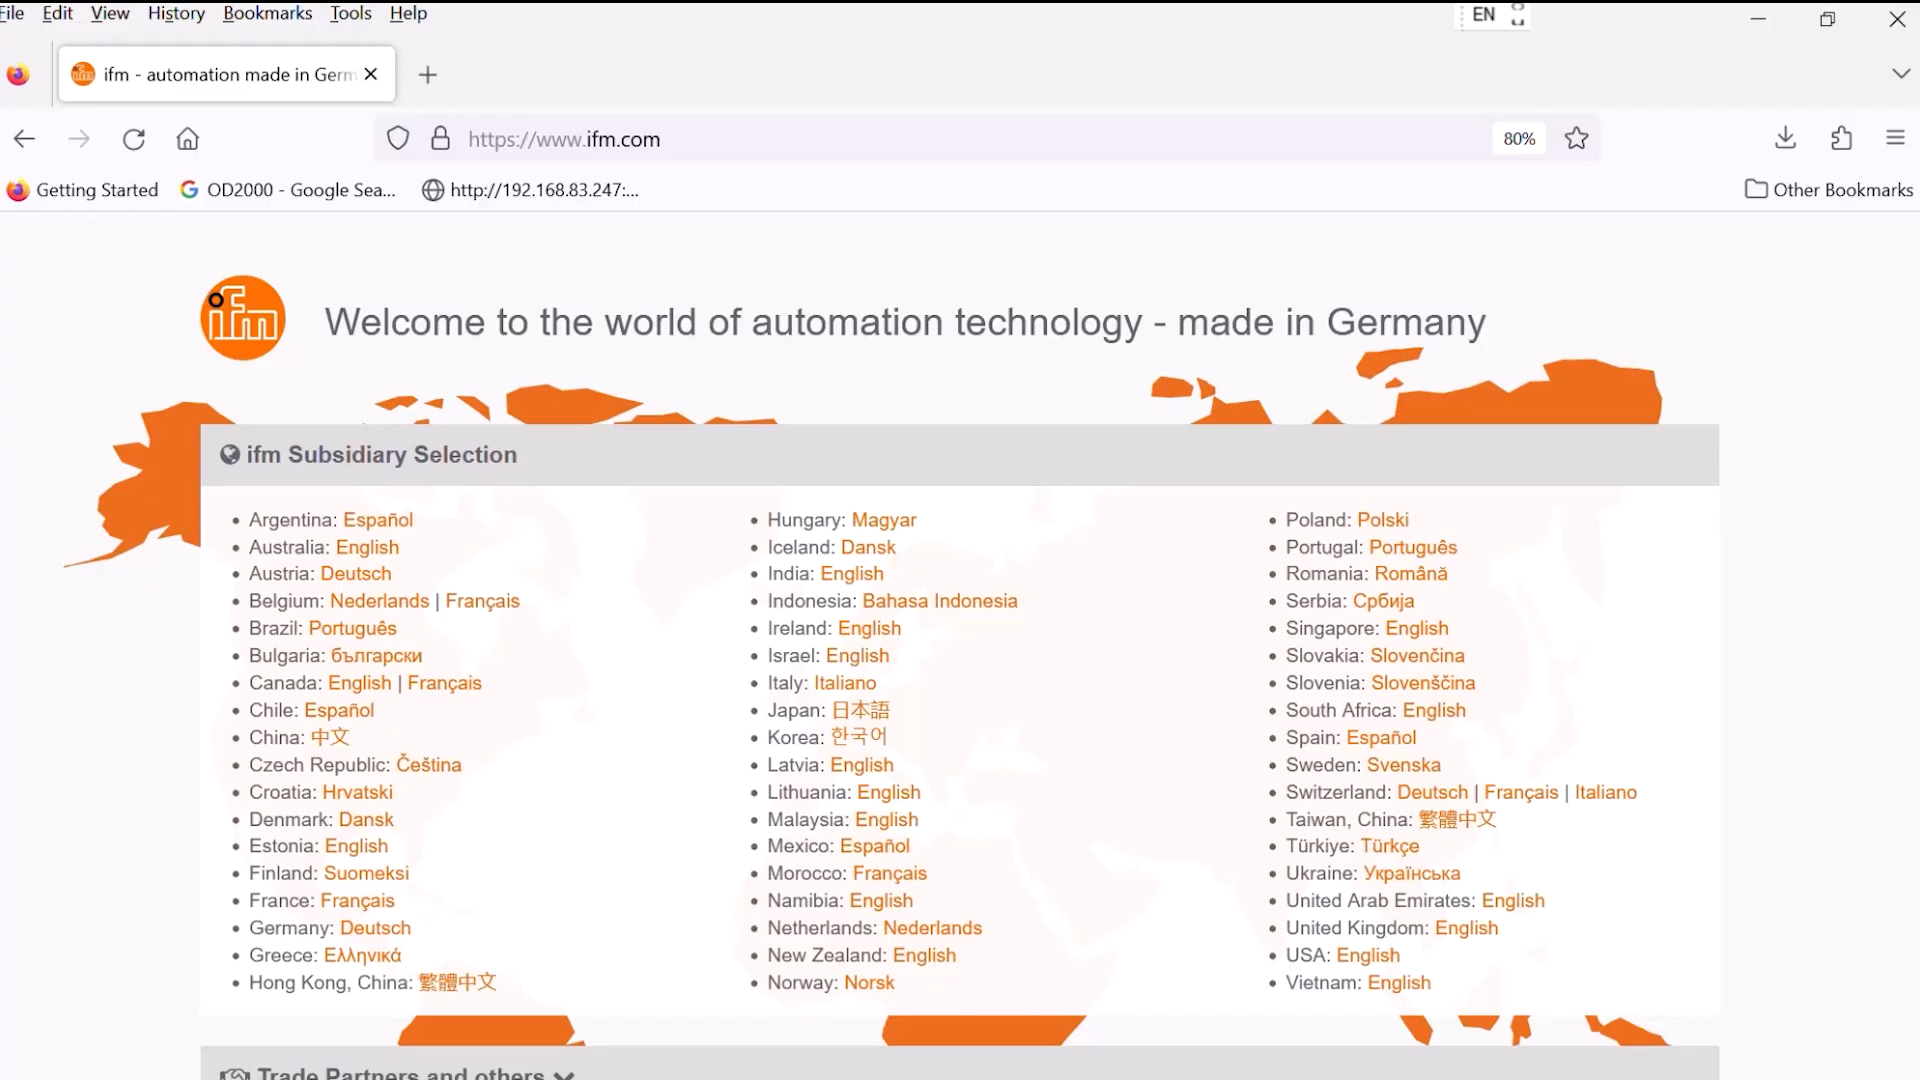 File Edit View History Bookmarks Tools Help
EN
ifm - automation made in Germ
https://www.ifm.com
80%
Getting Started
OD2000 - Google Sea...
http://192.168.83.247:...
Other Bookmarks
ifm
Welcome to the world of automation technology - made in Germany
ifm Subsidiary Selection
Argentina: Español
Australia: English
Austria: Deutsch
Belgium: Nederlands | Français
Brazil: Português
Bulgaria: български
Canada: English | Français
Chile: Español
China: 中文
Czech Republic: Čeština
Croatia: Hrvatski
Denmark: Dansk
Estonia: English
Finland: Suomeksi
France: Français
Germany: Deutsch
Greece: Ελληνικά
Hong Kong, China: 繁體中文
Hungary: Magyar
Iceland: Dansk
India: English
Indonesia: Bahasa Indonesia
Ireland: English
Israel: English
Italy: Italiano
Japan: 日本語
Korea: 한국어
Latvia: English
Lithuania: English
Malaysia: English
Mexico: Español
Morocco: Français
Namibia: English
Netherlands: Nederlands
New Zealand: English
Norway: Norsk
Poland: Polski
Portugal: Português
Romania: Română
Serbia: Србија
Singapore: English
Slovakia: Slovenčina
Slovenia: Slovenščina
South Africa: English
Spain: Español
Sweden: Svenska
Switzerland: Deutsch | Français | Italiano
Taiwan, China: 繁體中文
Türkiye: Türkçe
Ukraine: Українська
United Arab Emirates: English
United Kingdom: English
USA: English
Vietnam: English
Trade Partners and others